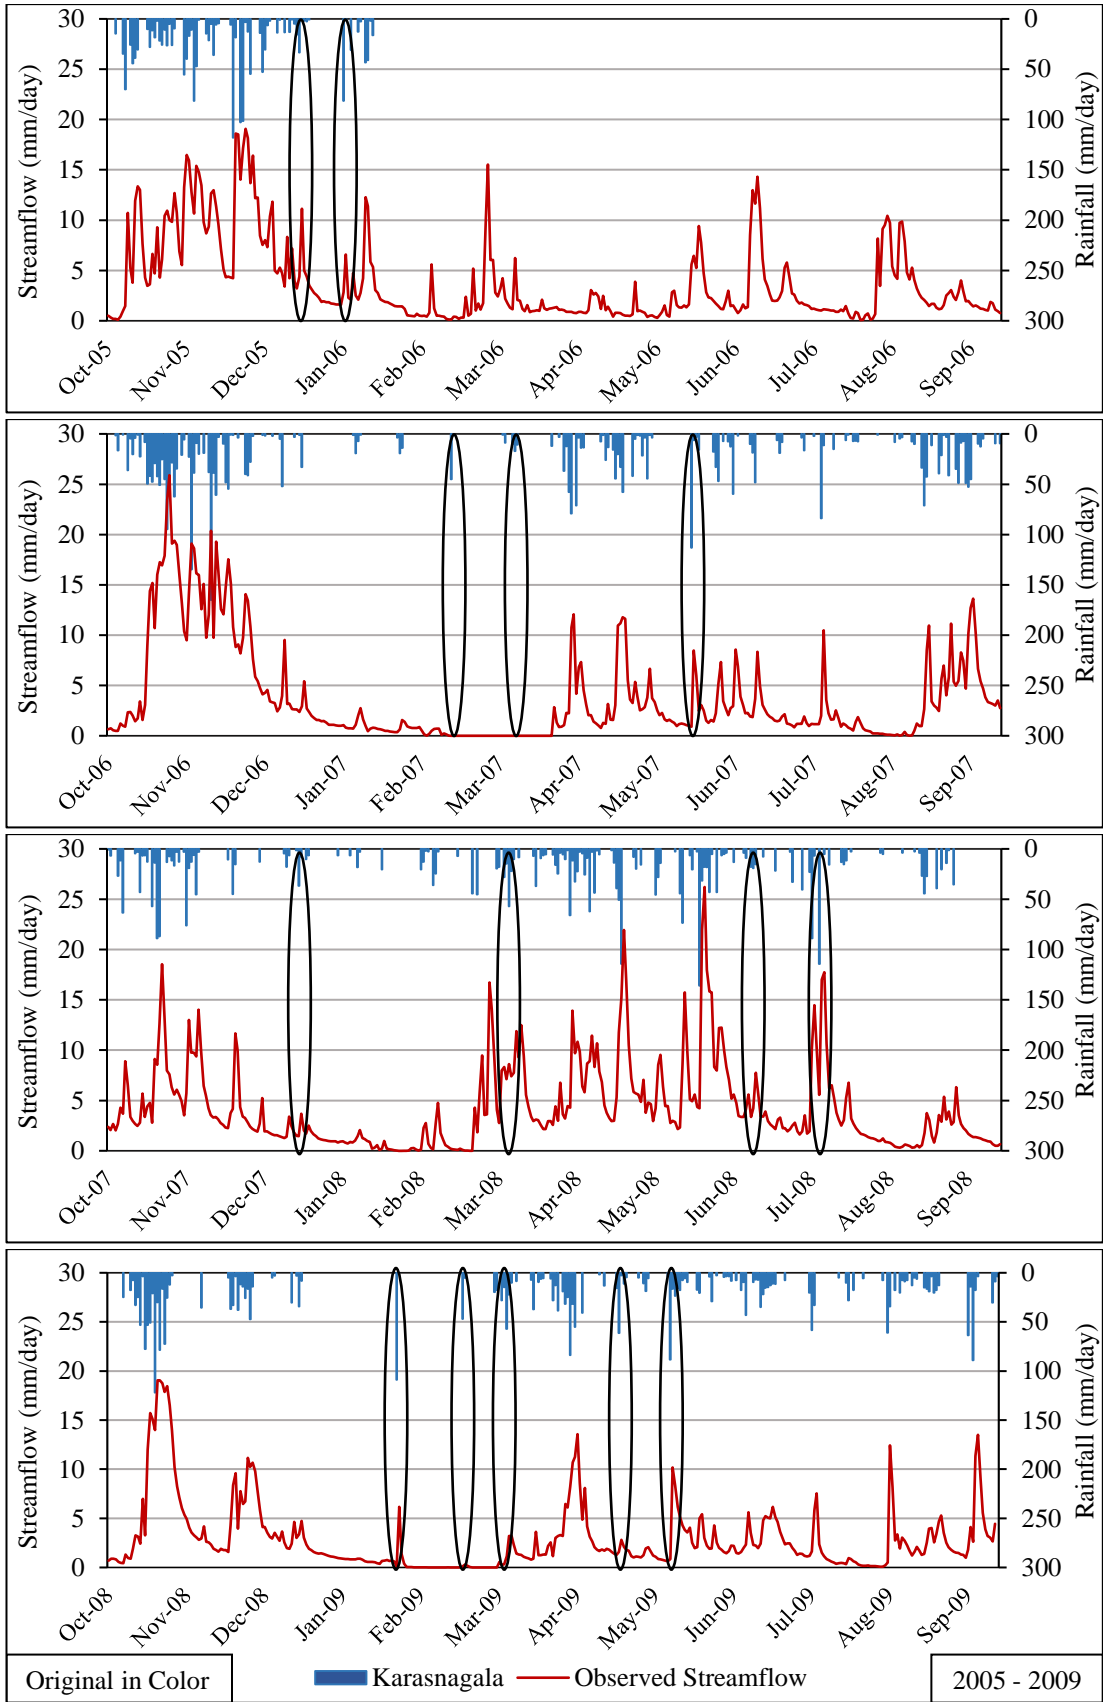 30 0
25 50
20 100
15 150
10 200
5 250
0 300
Streamflow (mm/day)
Rainfall (mm/day)
Oct-05 Nov-05 Dec-05 Jan-06 Feb-06 Mar-06 Apr-06 May-06 Jun-06 Jul-06 Aug-06 Sep-06
30 0
25 50
20 100
15 150
10 200
5 250
0 300
Streamflow (mm/day)
Rainfall (mm/day)
Oct-06 Nov-06 Dec-06 Jan-07 Feb-07 Mar-07 Apr-07 May-07 Jun-07 Jul-07 Aug-07 Sep-07
30 0
25 50
20 100
15 150
10 200
5 250
0 300
Streamflow (mm/day)
Rainfall (mm/day)
Oct-07 Nov-07 Dec-07 Jan-08 Feb-08 Mar-08 Apr-08 May-08 Jun-08 Jul-08 Aug-08 Sep-08
30 0
25 50
20 100
15 150
10 200
5 250
0 300
Streamflow (mm/day)
Rainfall (mm/day)
Oct-08 Nov-08 Dec-08 Jan-09 Feb-09 Mar-09 Apr-09 May-09 Jun-09 Jul-09 Aug-09 Sep-09
Original in Color Karasnagala Observed Streamflow 2005 - 2009